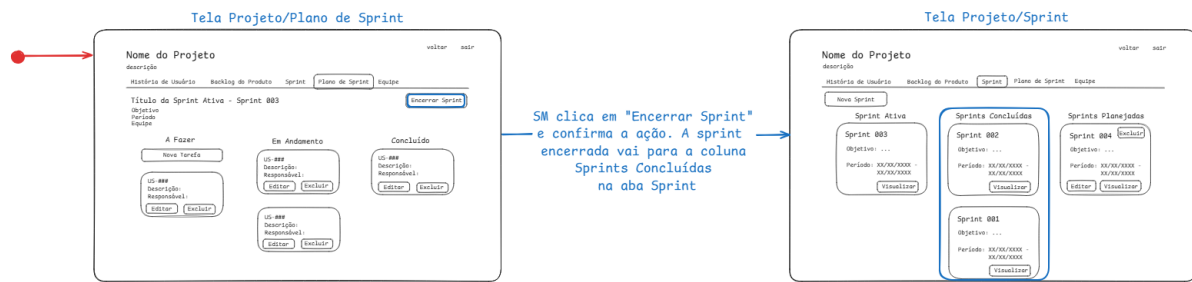 Tela Projeto/Plano de Sprint
voltar sair
Nome do Projeto
descrição
História de Usuário Backlog do Produto Sprint Plano de Sprint Equipe
Título da Sprint Ativa - Sprint 003
Encerrar Sprint
Objetivo
Período
Equipe
A Fazer
Nova Tarefa
US-###
Descrição:
Responsável:
Editar Excluir
Em Andamento
US-###
Descrição:
Responsável:
Editar Excluir
US-###
Descrição:
Responsável:
Editar Excluir
Concluído
US-###
Descrição:
Responsável:
Editar Excluir
SM clica em "Encerrar Sprint"
e confirma a ação. A sprint
encerrada vai para a coluna
Sprints Concluídas
na aba Sprint
Tela Projeto/Sprint
voltar sair
Nome do Projeto
descrição
História de Usuário Backlog do Produto Sprint Plano de Sprint Equipe
Nova Sprint
Sprint Ativa
Sprint 003
Objetivo: ...
Período: XX/XX/XXXX -
XX/XX/XXXX
Visualizar
Sprints Concluídas
Sprint 002
Objetivo: ...
Período: XX/XX/XXXX -
XX/XX/XXXX
Visualizar
Sprint 001
Objetivo: ...
Período: XX/XX/XXXX -
XX/XX/XXXX
Visualizar
Sprints Planejadas
Sprint 004 Excluir
Objetivo: ...
Período: XX/XX/XXXX -
XX/XX/XXXX
Editar Visualizar